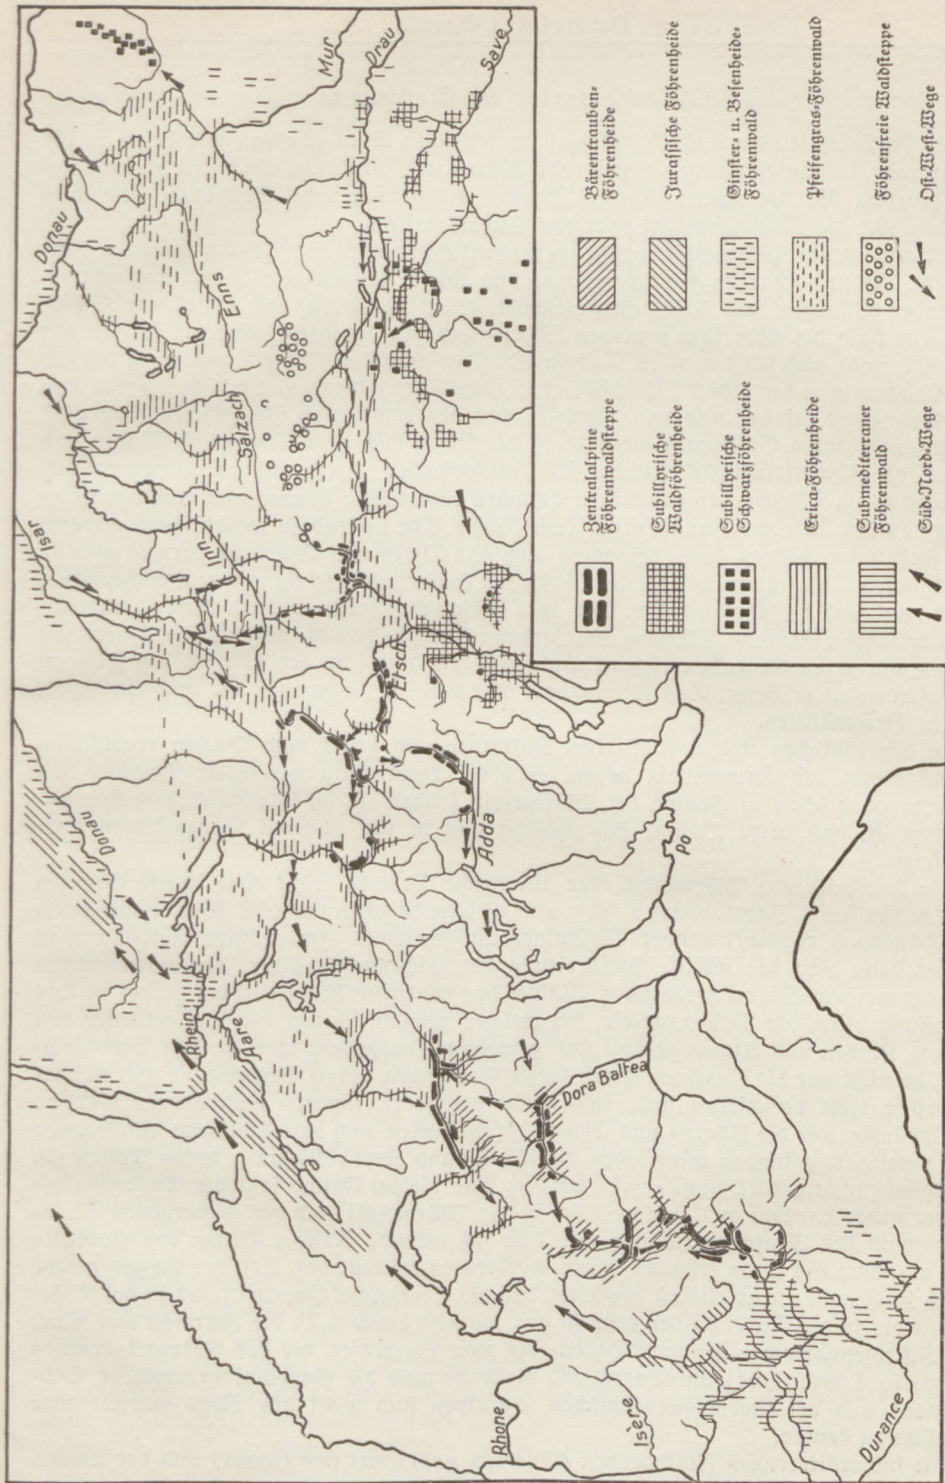 Donau
Mur
Drau
Save
Enns
Salzach
Isar
Inn
Etsch
Donau
Adda
Po
Rhein
Aare
Dora Baltea
Rhone
Isère
Durance
Zentralalpine
Föhrenwaldsteppe
Subillyrische
Waldföhrenheide
Subillyrische
Schwarzföhrenheide
Erica-Föhrenheide
Submediterraner
Föhrenwald
Süd-Nord-Wege
Bärentrauben-
Föhrenheide
Jurassische Föhrenheide
Ginster- u. Besenheide-
Föhrenwald
Pfeifengras-Föhrenwald
Föhrenfreie Waldsteppe
Ost-West-Wege